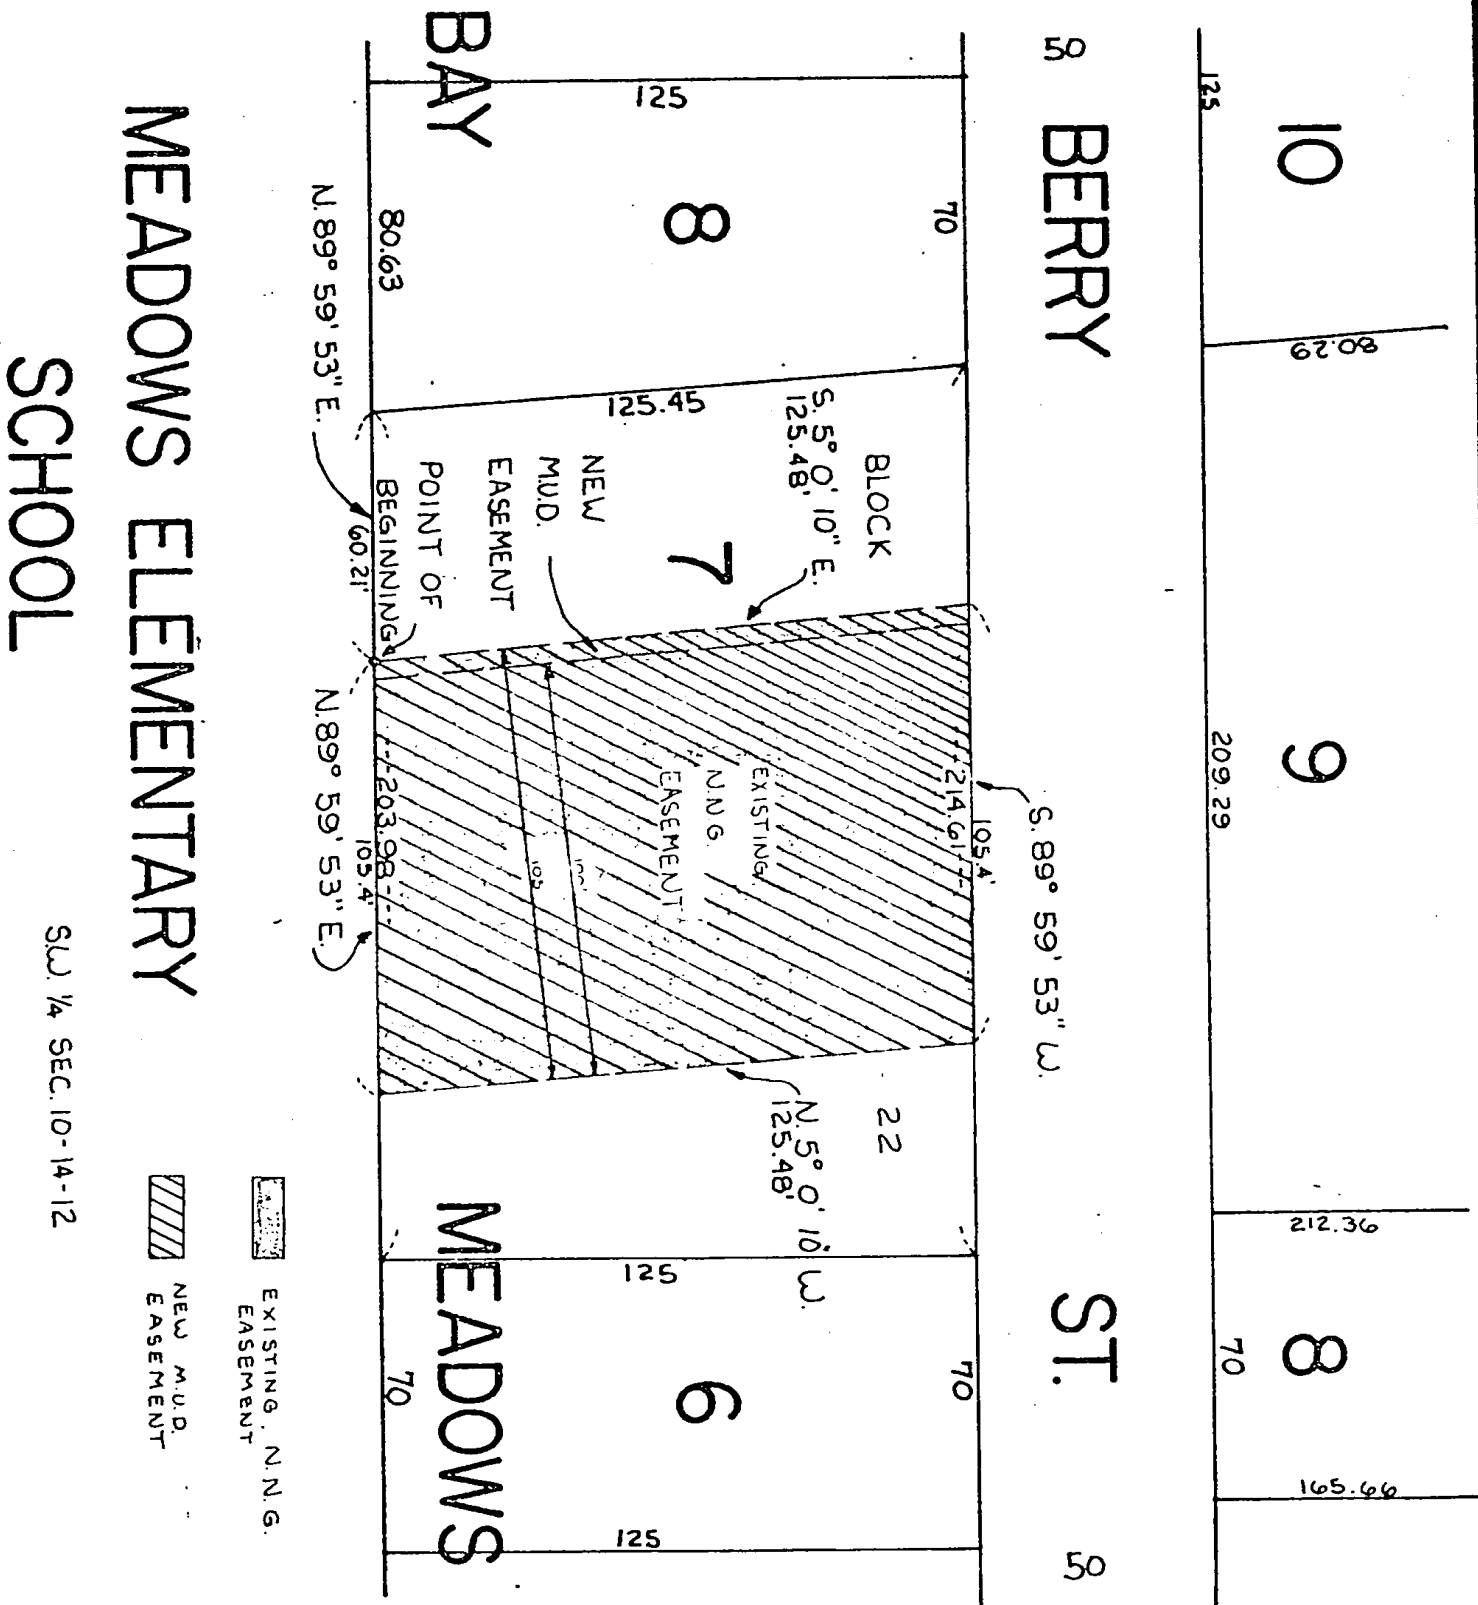 10
9
8
125
80.29
209.29
212.36
70
165.66
50
BERRY
ST.
50
S. 89° 59' 53" W.
70
105.4'
---214.61---
70
BLOCK
22
S. 5° 0' 10" E.
125.48'
N. 5° 0' 10" W.
125.48'
125
8
125.45
7
125
6
125
NEW
M.U.D.
EASEMENT
EXISTING
N.N.G.
EASEMENT
105
POINT OF
BEGINNING
BAY
MEADOWS
80.63
60.21'
---203.98---
105.4'
70
N. 89° 59' 53" E.
N. 89° 59' 53" E.
MEADOWS ELEMENTARY
SCHOOL
EXISTING N.N.G.
EASEMENT
NEW M.U.D.
EASEMENT
S.W. 1/4 SEC. 10-14-12